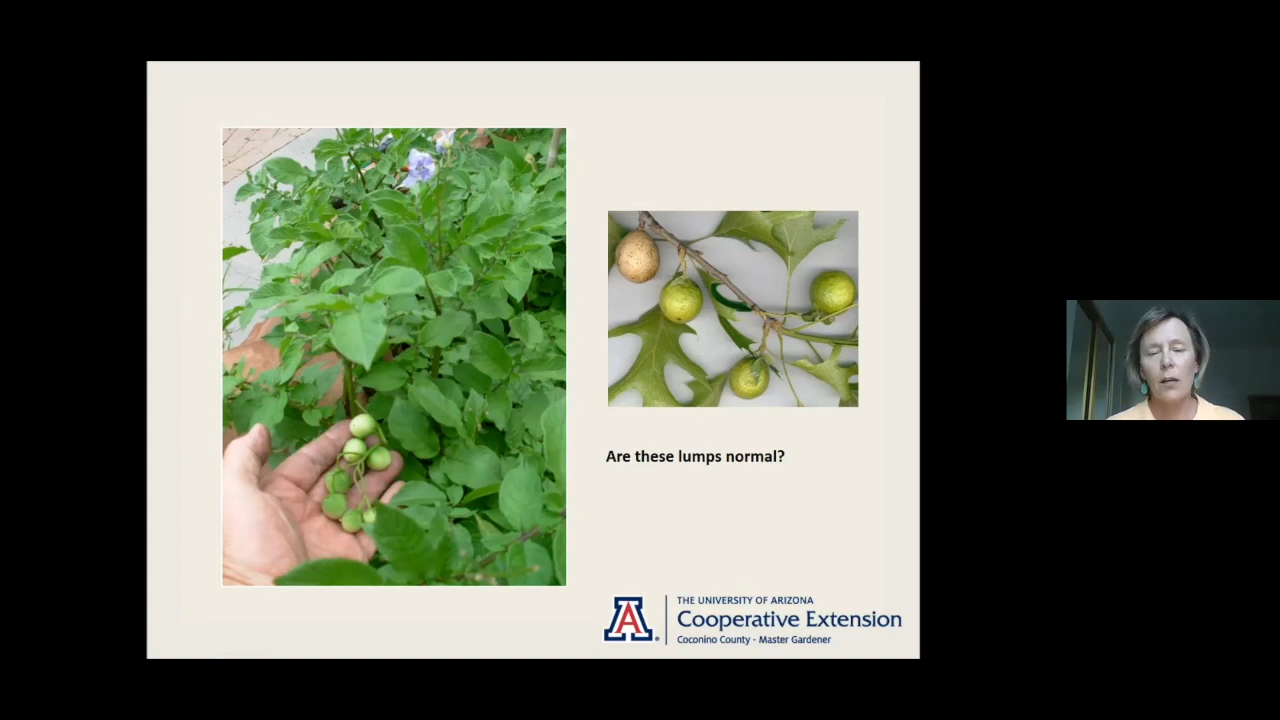 Are these lumps normal?
THE UNIVERSITY OF ARIZONA
Cooperative Extension
Coconino County - Master Gardener